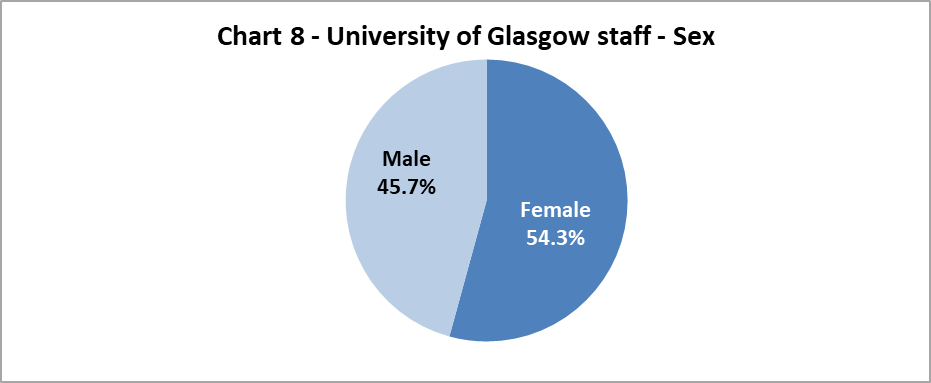 Chart 8 - University of Glasgow staff - Sex
Male
45.7%
Female
54.3%